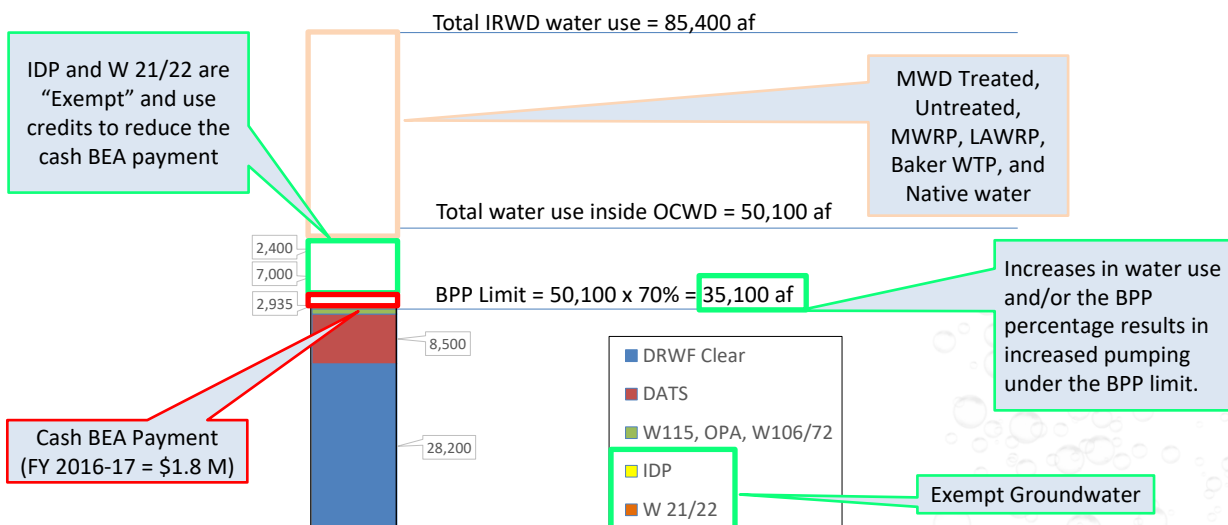 Total IRWD water use = 85,400 af
IDP and W 21/22 are
“Exempt” and use
credits to reduce the
cash BEA payment
MWD Treated,
Untreated,
MWRP, LAWRP,
Baker WTP, and
Native water
Total water use inside OCWD = 50,100 af
2,400
7,000
2,935
BPP Limit = 50,100 x 70% = 35,100 af
Increases in water use
and/or the BPP
percentage results in
increased pumping
under the BPP limit.
8,500
28,200
Cash BEA Payment
(FY 2016-17 = $1.8 M)
DRWF Clear
DATS
W115, OPA, W106/72
IDP
W 21/22
Exempt Groundwater